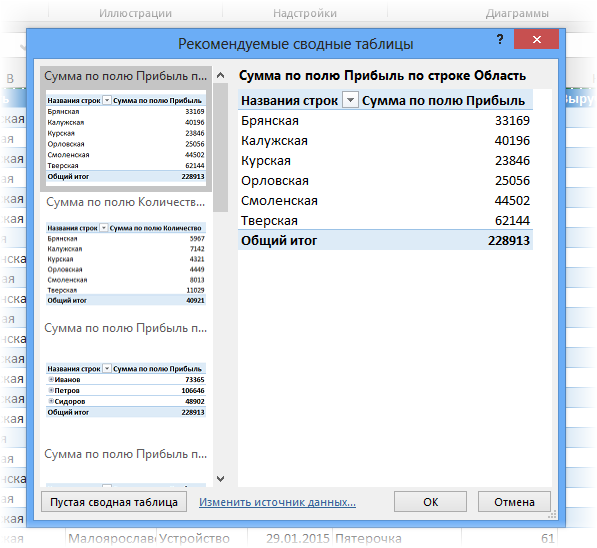 Иллюстрации Надстройки Диаграммы
Рекомендуемые сводные таблицы ?
Сумма по полю Прибыль п...
Названия строк Сумма по полю Прибыль
Брянская 33169
Калужская 40196
Курская 23846
Орловская 25056
Смоленская 44502
Тверская 62144
Общий итог 228913
Сумма по полю Количеств...
Названия строк Сумма по полю Количество
Брянская 5967
Калужская 7142
Курская 4321
Орловская 4449
Смоленская 8013
Тверская 11029
Общий итог 40921
Сумма по полю Прибыль п...
Названия строк Сумма по полю Прибыль
Иванов 73365
Петров 106646
Сидоров 48902
Общий итог 228913
Сумма по полю Прибыль п...
Сумма по полю Прибыль по строке Область
Названия строк Сумма по полю Прибыль
Брянская 33169
Калужская 40196
Курская 23846
Орловская 25056
Смоленская 44502
Тверская 62144
Общий итог 228913
Пустая сводная таблица Изменить источник данных... ОК Отмена
Малоярослав Устройство 29.01.2015 Пятерочка 61